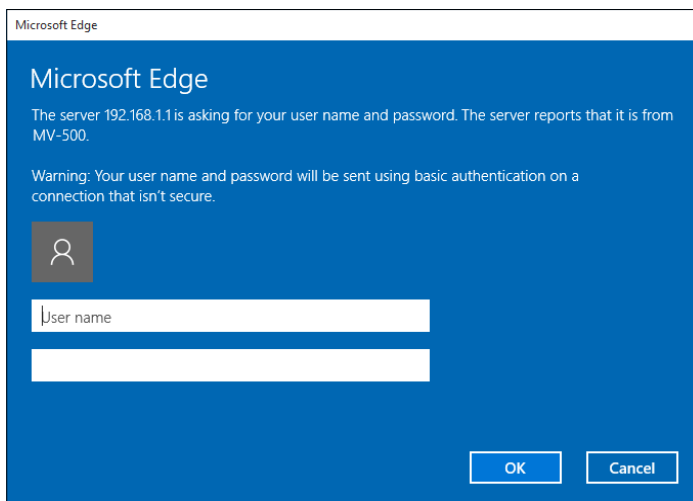 Microsoft Edge
Microsoft Edge
The server 192.168.1.1 is asking for your user name and password. The server reports that it is from
MV-500.
Warning: Your user name and password will be sent using basic authentication on a
connection that isn't secure.
User name
OK Cancel